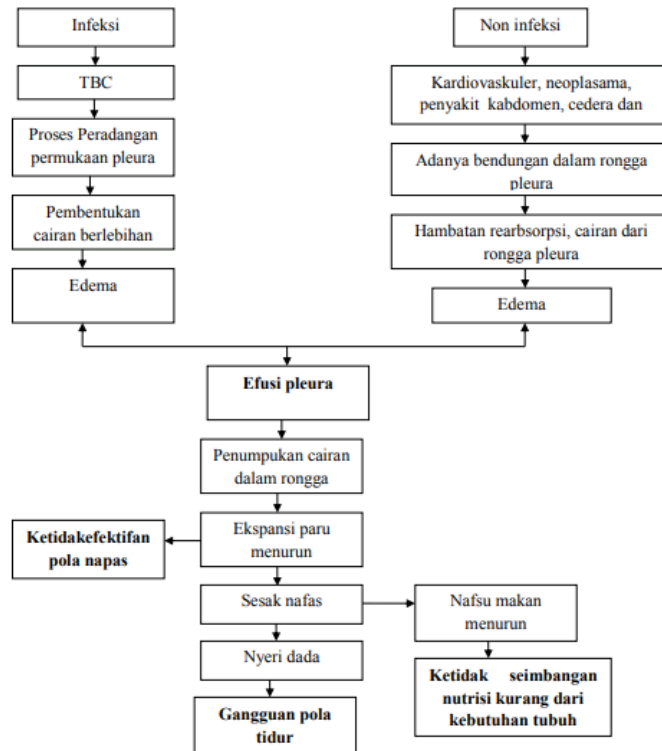 Infeksi
Non infeksi
TBC
Kardiovaskuler, neoplasama,
penyakit kabdomen, cedera dan
Proses Peradangan
permukaan pleura
Adanya bendungan dalam rongga
pleura
Pembentukan
cairan berlebihan
Hambatan rearbsorpsi, cairan dari
rongga pleura
Edema
Edema
Efusi pleura
Penumpukan cairan
dalam rongga
Ketidakefektifan
pola napas
Ekspansi paru
menurun
Sesak nafas
Nafsu makan
menurun
Nyeri dada
Ketidak seimbangan
nutrisi kurang dari
kebutuhan tubuh
Gangguan pola
tidur